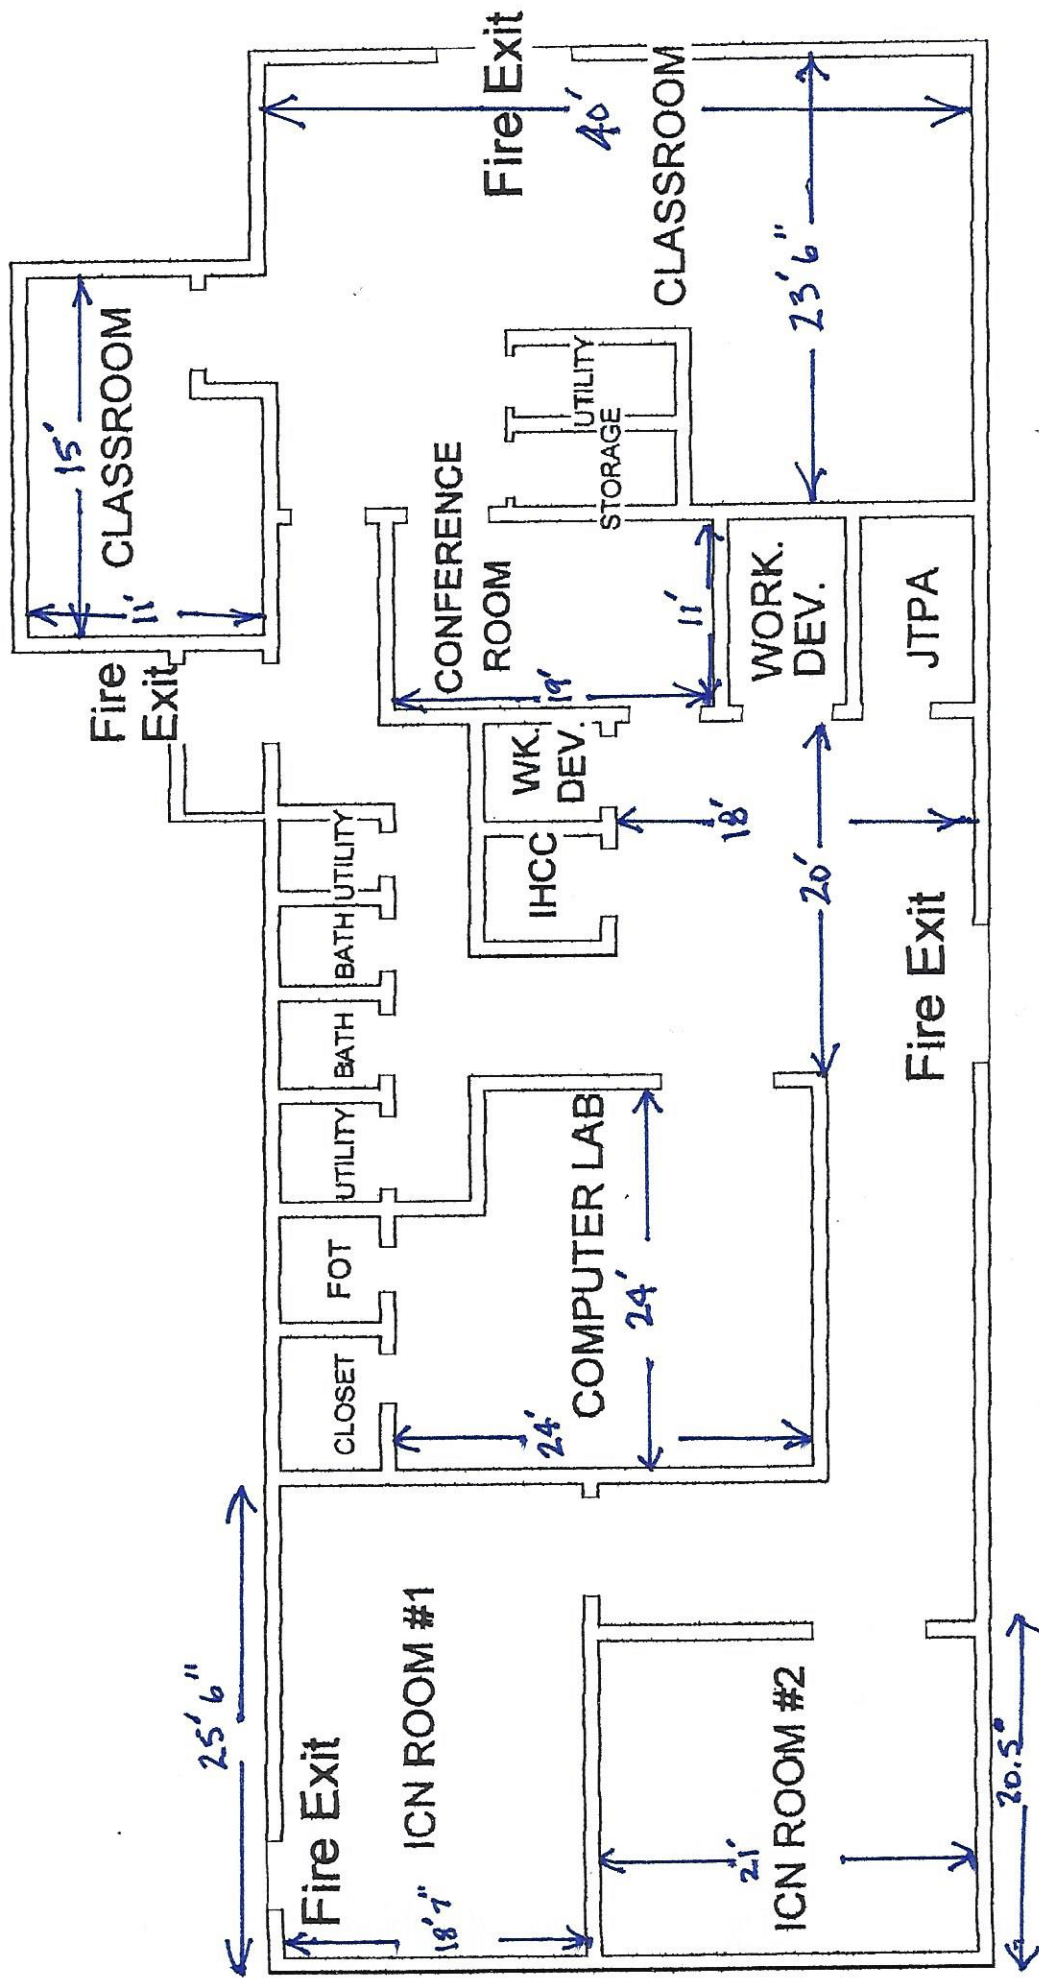 Fire Exit
40'
CLASSROOM
23' 6"
15'
CLASSROOM
11'
UTILITY
STORAGE
CONFERENCE
ROOM
19'
11'
WORK.
DEV.
JTPA
Fire
Exit
WK.
DEV.
IHCC
18'
20'
Fire Exit
UTILITY
BATH
BATH
UTILITY
FOT
CLOSET
COMPUTER LAB
24'
24'
25' 6"
Fire Exit
ICN ROOM #1
18' 7"
ICN ROOM #2
21'
20.5"